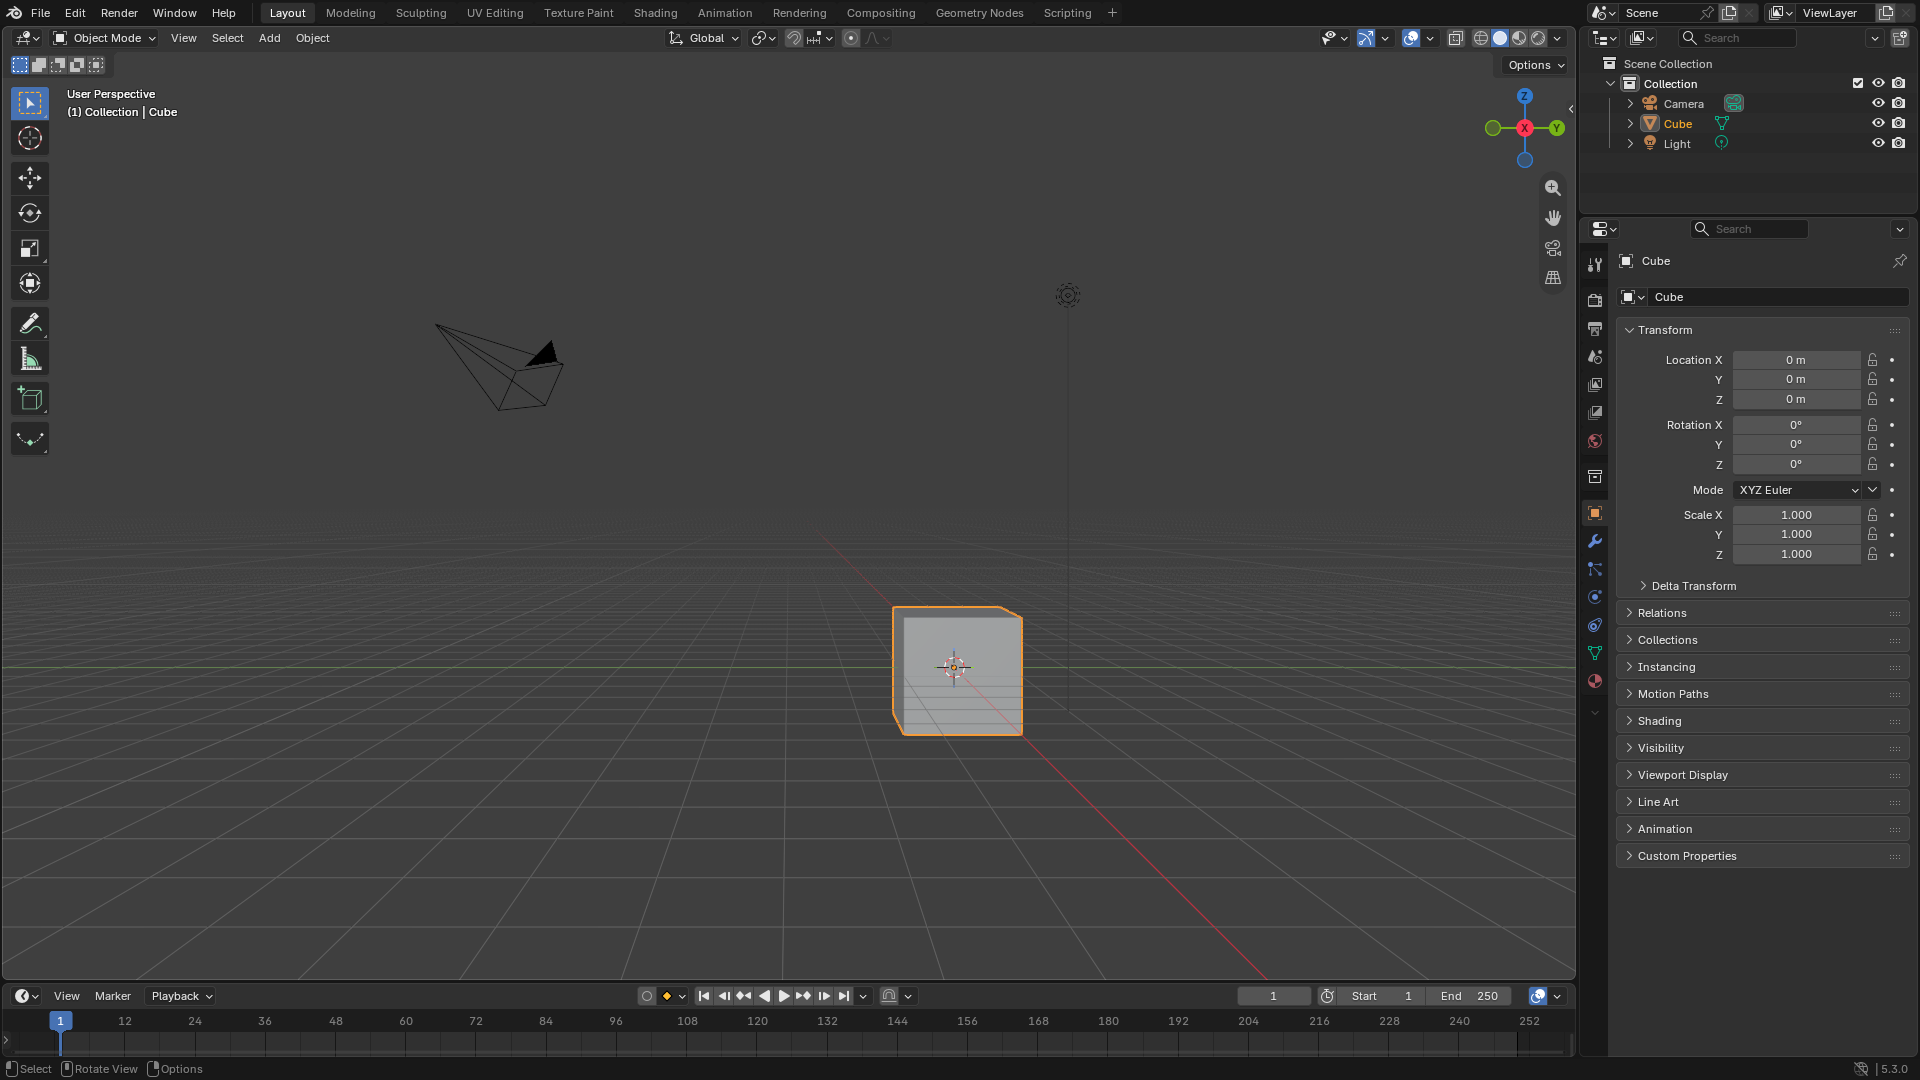 File Edit Render Window Help Layout Modeling Sculpting UV Editing Texture Paint Shading Animation Rendering Compositing Geometry Nodes Scripting + Scene ViewLayer
Object Mode View Select Add Object Global Search
Options
User Perspective
(1) Collection | Cube
Z
X
Y
Scene Collection
Collection
Camera
Cube
Light
Search
Cube
Cube
Transform
Location X 0 m
Y 0 m
Z 0 m
Rotation X 0°
Y 0°
Z 0°
Mode XYZ Euler
Scale X 1.000
Y 1.000
Z 1.000
Delta Transform
Relations
Collections
Instancing
Motion Paths
Shading
Visibility
Viewport Display
Line Art
Animation
Custom Properties
View Marker Playback 1 Start 1 End 250
1 12 24 36 48 60 72 84 96 108 120 132 144 156 168 180 192 204 216 228 240 252
Select Rotate View Options 5.3.0